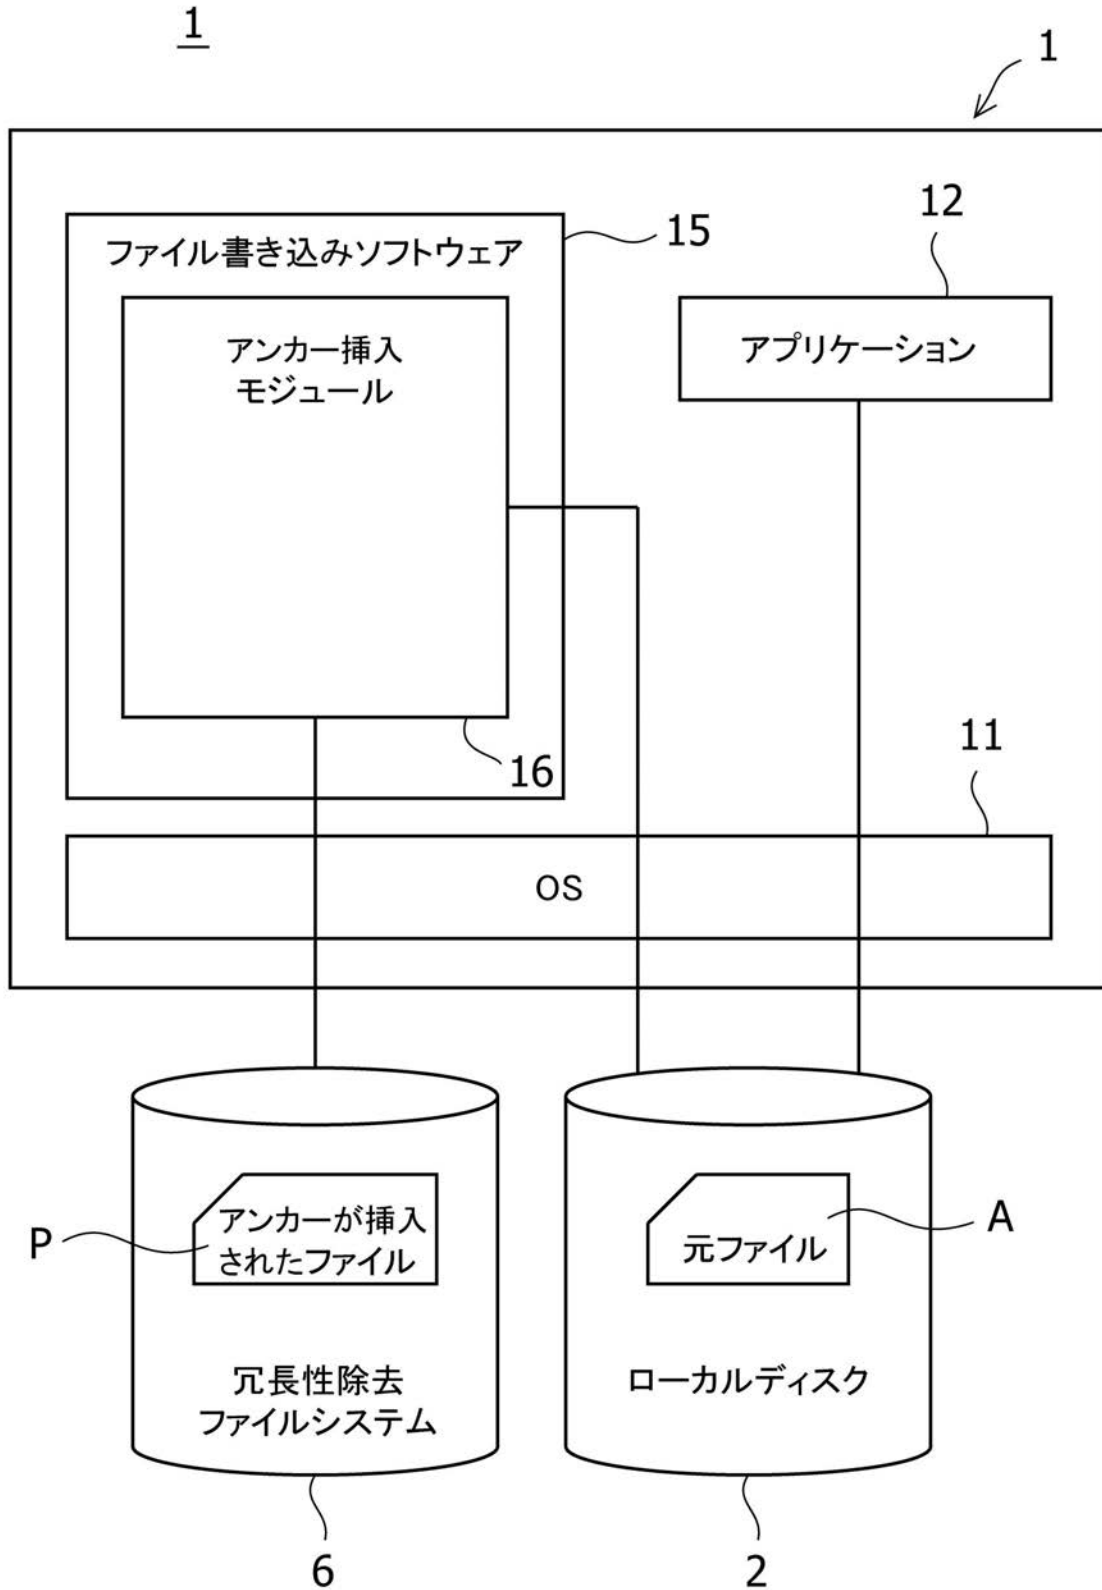 1
1
ファイル書き込みソフトウェア
15
12
アンカー挿入
モジュール
アプリケーション
16
11
OS
アンカーが挿入
されたファイル
P
元ファイル
A
冗長性除去
ファイルシステム
ローカルディスク
6
2